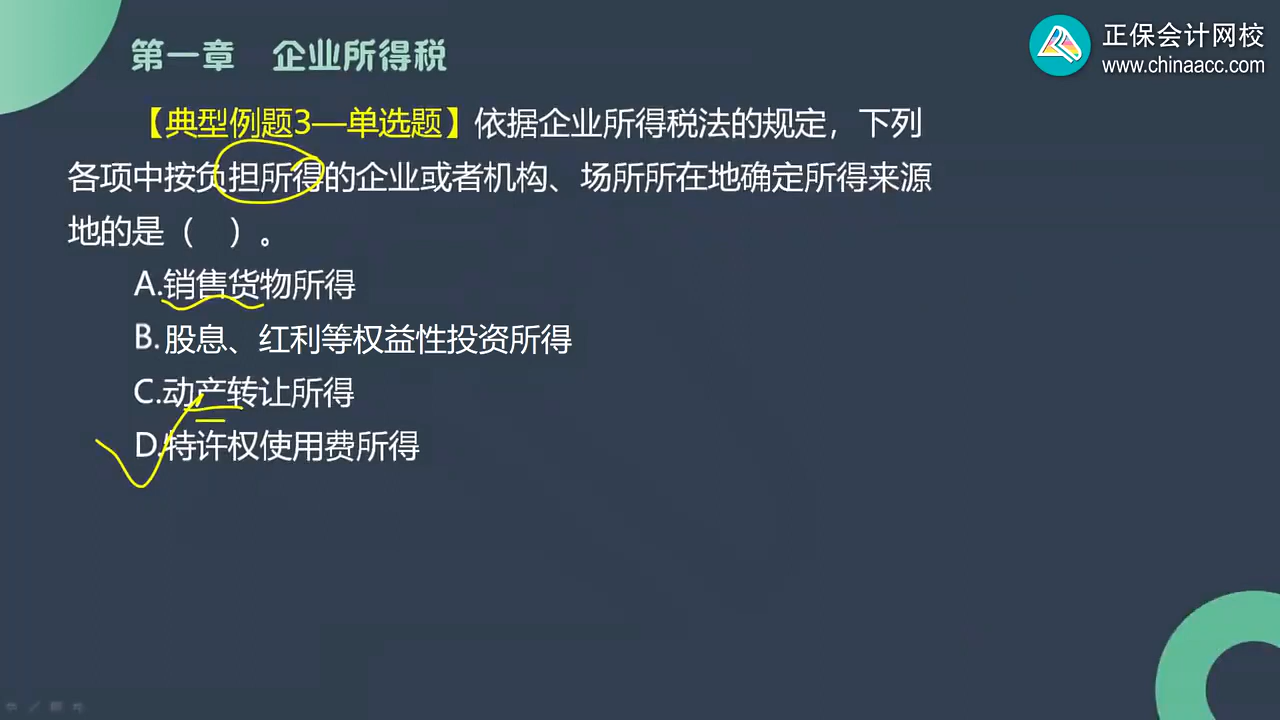 第一章 企业所得税
正保会计网校
www.chinaacc.com
【典型例题3—单选题】依据企业所得税法的规定，下列
各项中按负担所得的企业或者机构、场所所在地确定所得来源
地的是（ ）。
A.销售货物所得
B.股息、红利等权益性投资所得
C.动产转让所得
D.特许权使用费所得